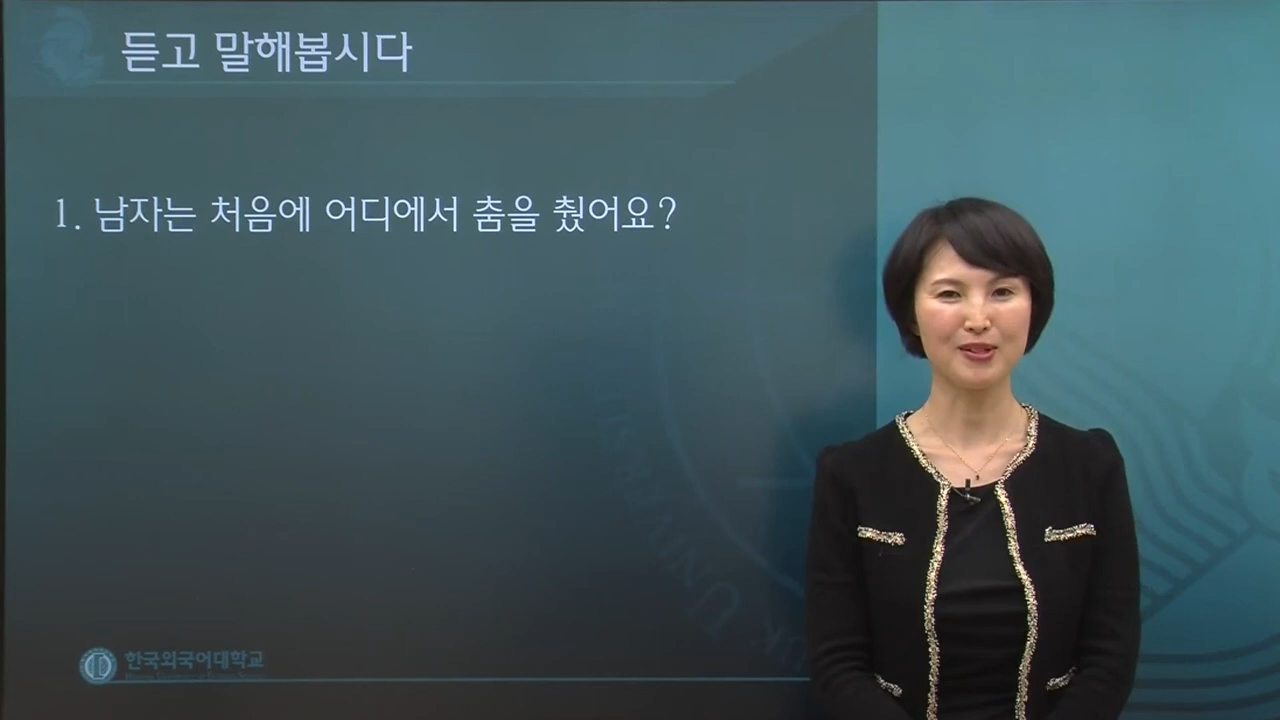 듣고 말해봅시다
1. 남자는 처음에 어디에서 춤을 췄어요?
한국외국어대학교